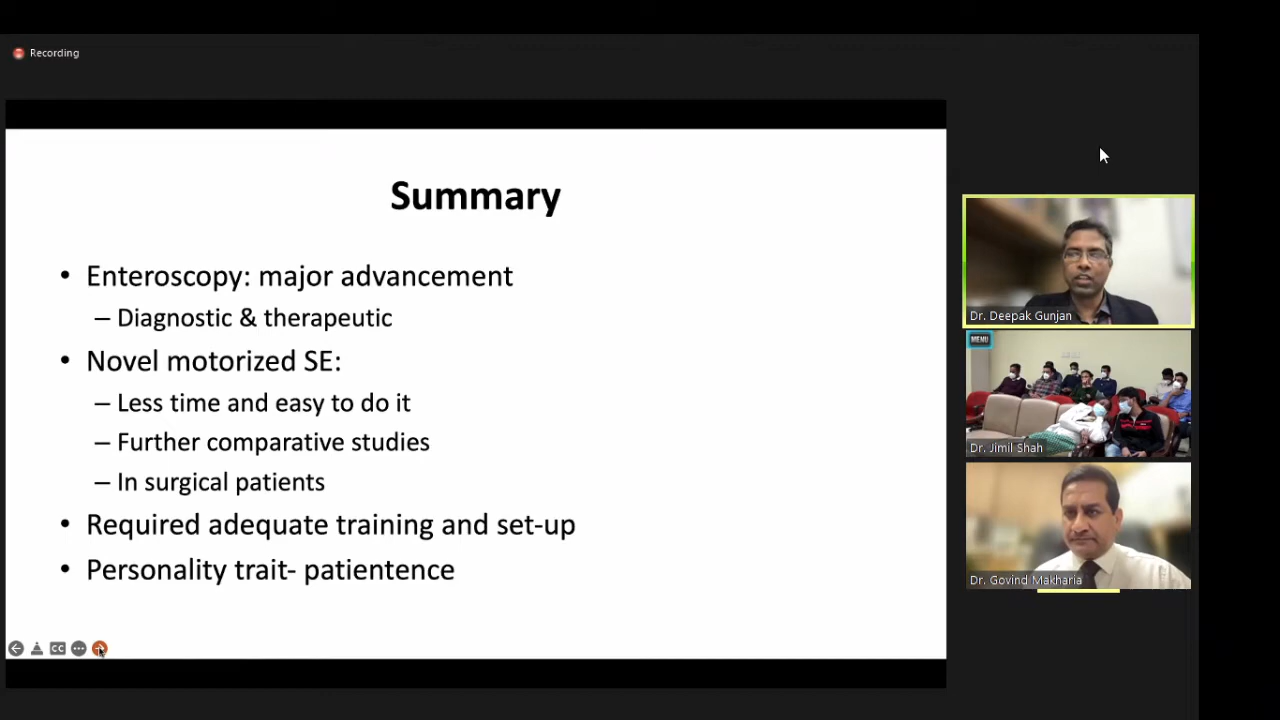 Recording
Summary
• Enteroscopy: major advancement
– Diagnostic & therapeutic
• Novel motorized SE:
– Less time and easy to do it
– Further comparative studies
– In surgical patients
• Required adequate training and set-up
• Personality trait- patientence
CC
Dr. Deepak Gunjan
MENU
Dr. Jimil Shah
Dr. Govind Makharia